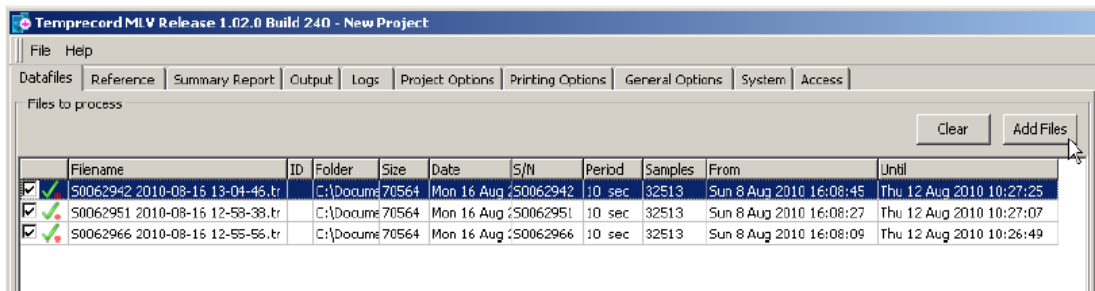 Temprecord MLV Release 1.02.0 Build 240 - New Project
File Help
Datafiles Reference Summary Report Output Logs Project Options Printing Options General Options System Access
Files to process
Clear Add Files
Filename ID Folder Size Date S/N Period Samples From Until
S0062942 2010-08-16 13-04-46.tr C:\Docume 70564 Mon 16 Aug 2 S0062942 10 sec 32513 Sun 8 Aug 2010 16:08:45 Thu 12 Aug 2010 10:27:25
S0062951 2010-08-16 12-58-38.tr C:\Docume 70564 Mon 16 Aug 2 S0062951 10 sec 32513 Sun 8 Aug 2010 16:08:27 Thu 12 Aug 2010 10:27:07
S0062966 2010-08-16 12-55-56.tr C:\Docume 70564 Mon 16 Aug 2 S0062966 10 sec 32513 Sun 8 Aug 2010 16:08:09 Thu 12 Aug 2010 10:26:49